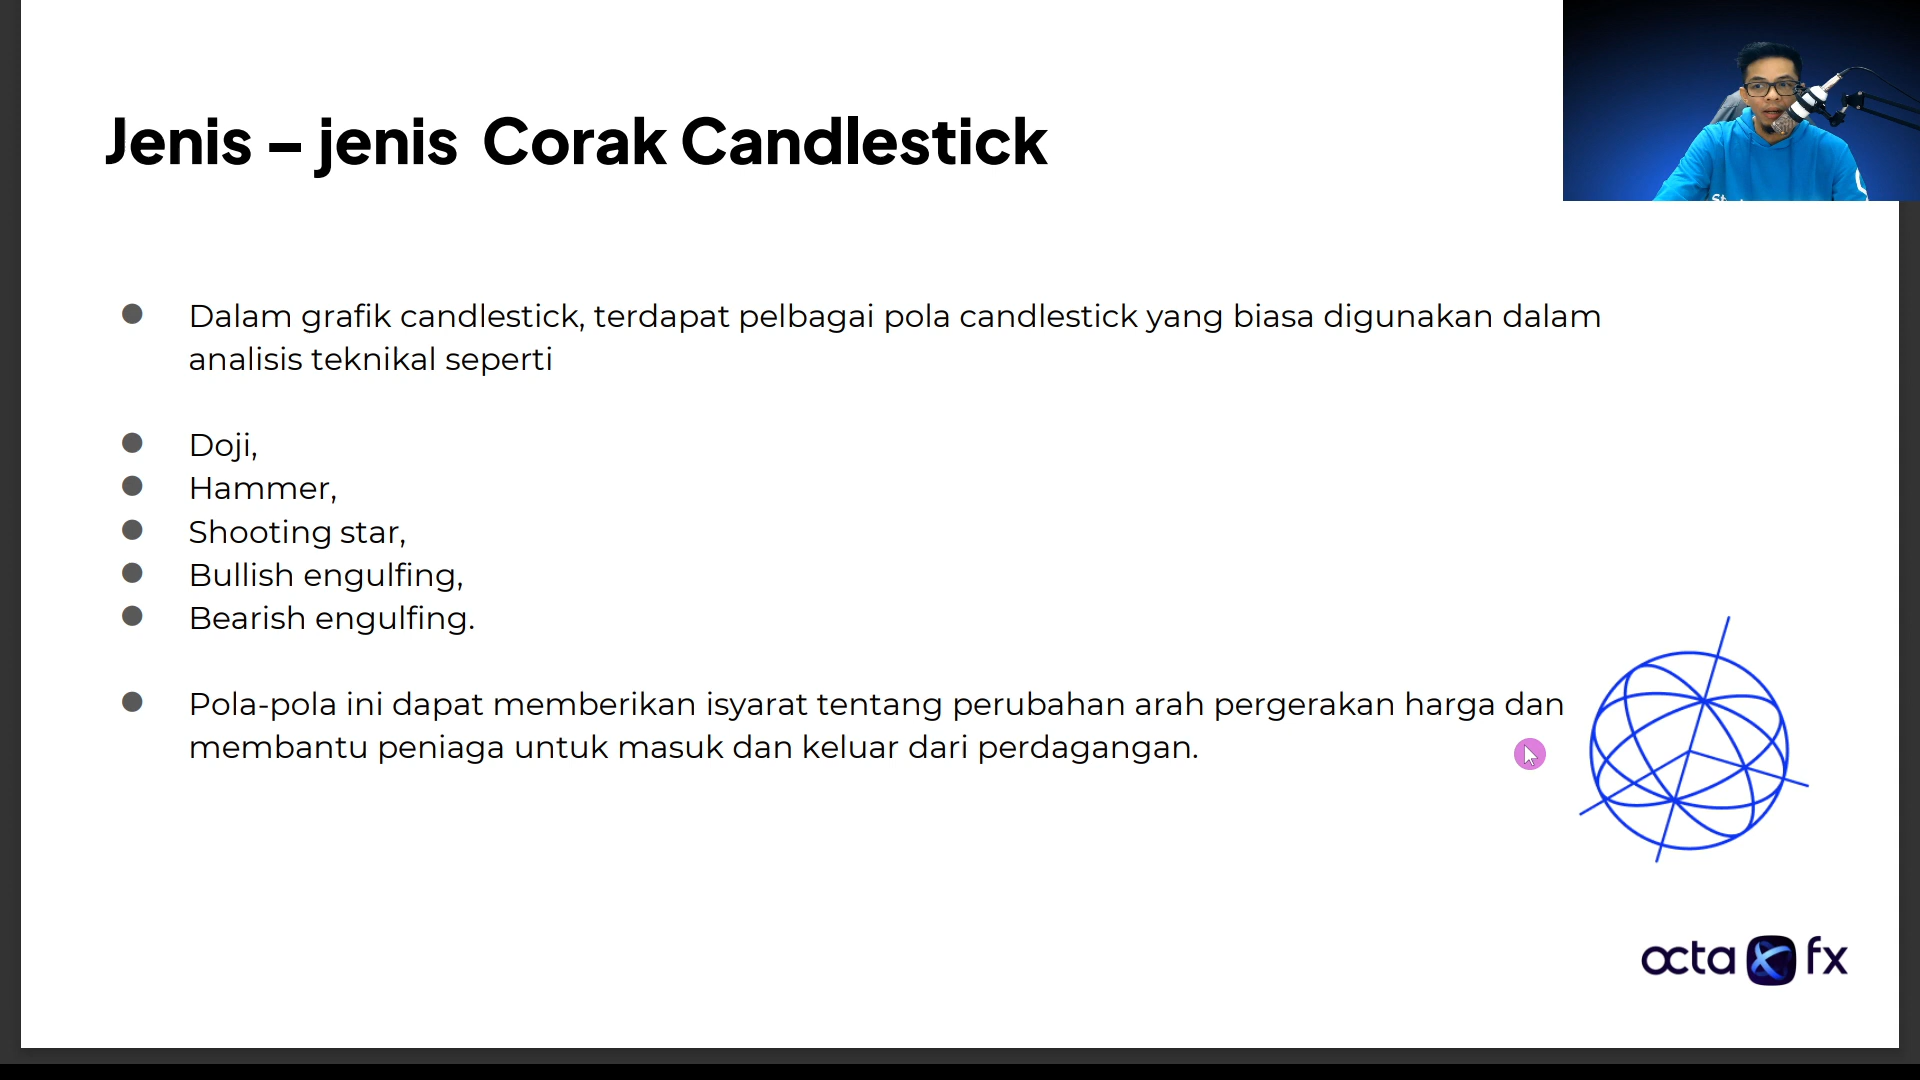 Jenis – jenis Corak Candlestick
Dalam grafik candlestick, terdapat pelbagai pola candlestick yang biasa digunakan dalam
analisis teknikal seperti
Doji,
Hammer,
Shooting star,
Bullish engulfing,
Bearish engulfing.
Pola-pola ini dapat memberikan isyarat tentang perubahan arah pergerakan harga dan
membantu peniaga untuk masuk dan keluar dari perdagangan.
octa fx